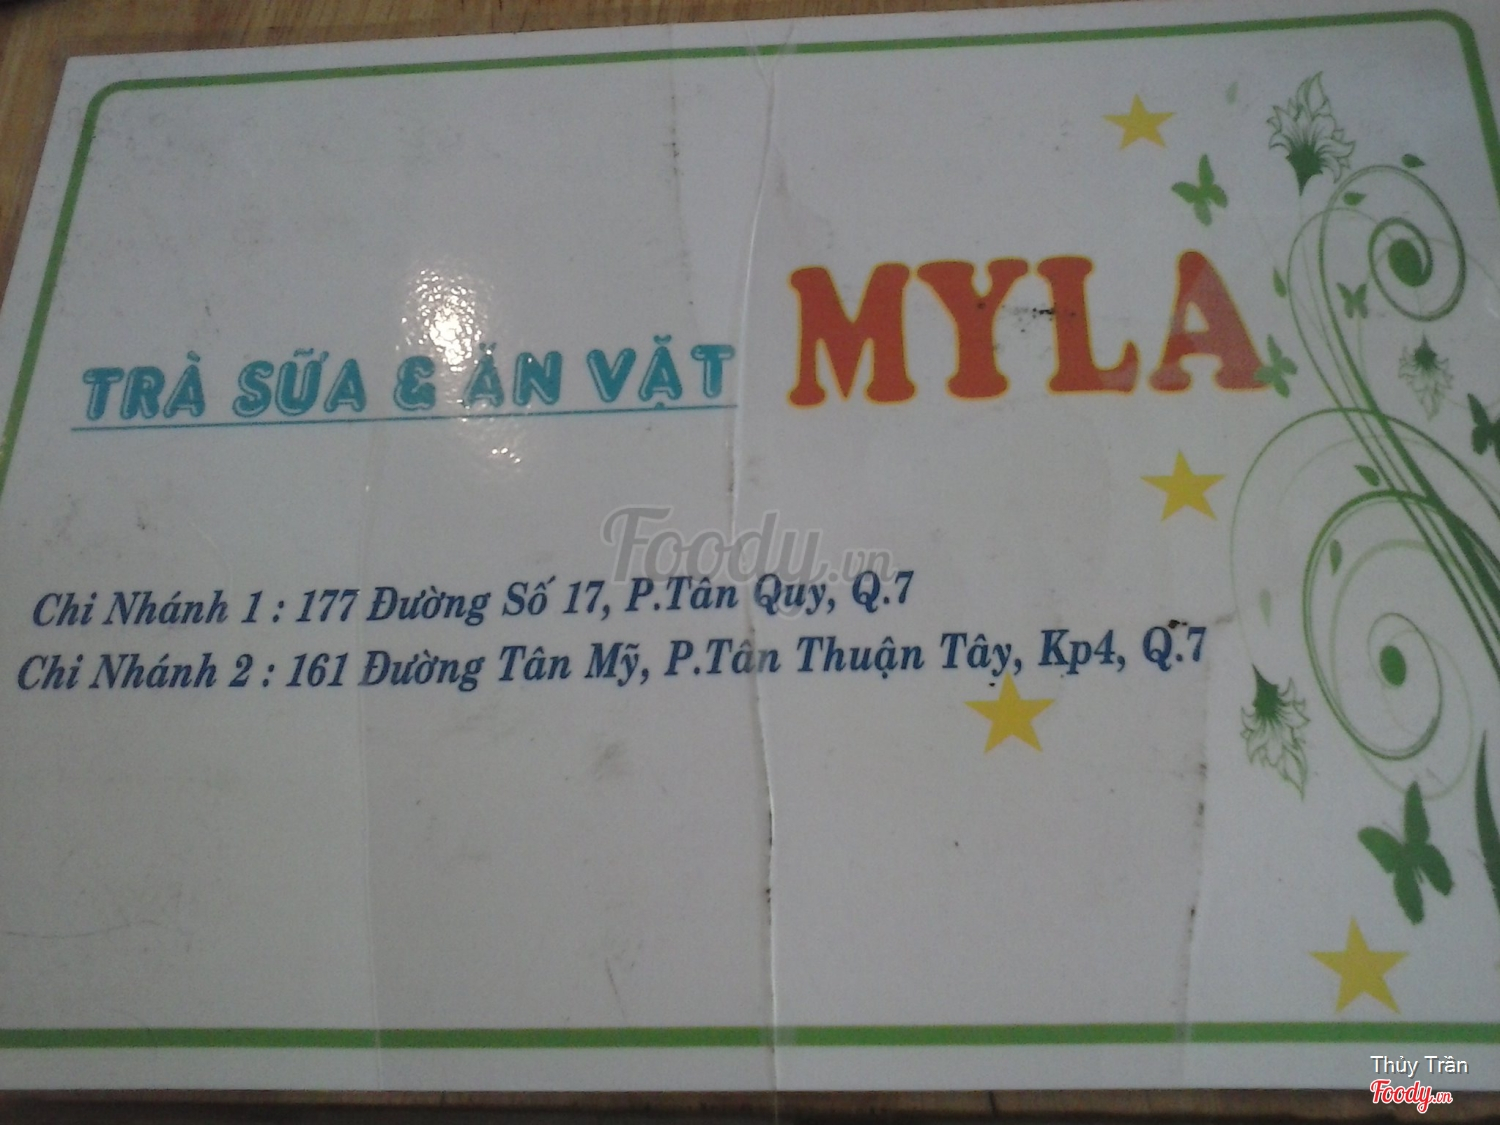 TRÀ SỮA & ĂN VẶT MYLA
Foody.vn
Chi Nhánh 1 : 177 Đường Số 17, P.Tân Quy, Q.7
Chi Nhánh 2 : 161 Đường Tân Mỹ, P.Tân Thuận Tây, Kp4, Q.7
Thủy Trần
Foody.vn